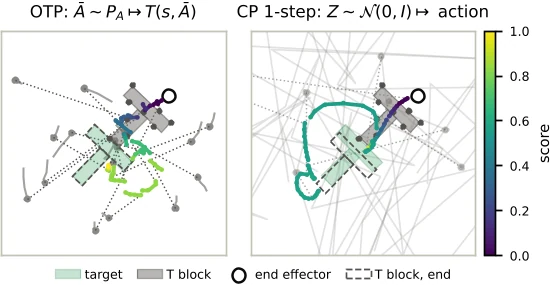 OTP: Ā ∼ P_A ↦ T(s, Ā)
CP 1-step: Z ∼ 𝒩(0, I) ↦ action
1.0
0.8
0.6
0.4
0.2
0.0
score
target
T block
end effector
T block, end